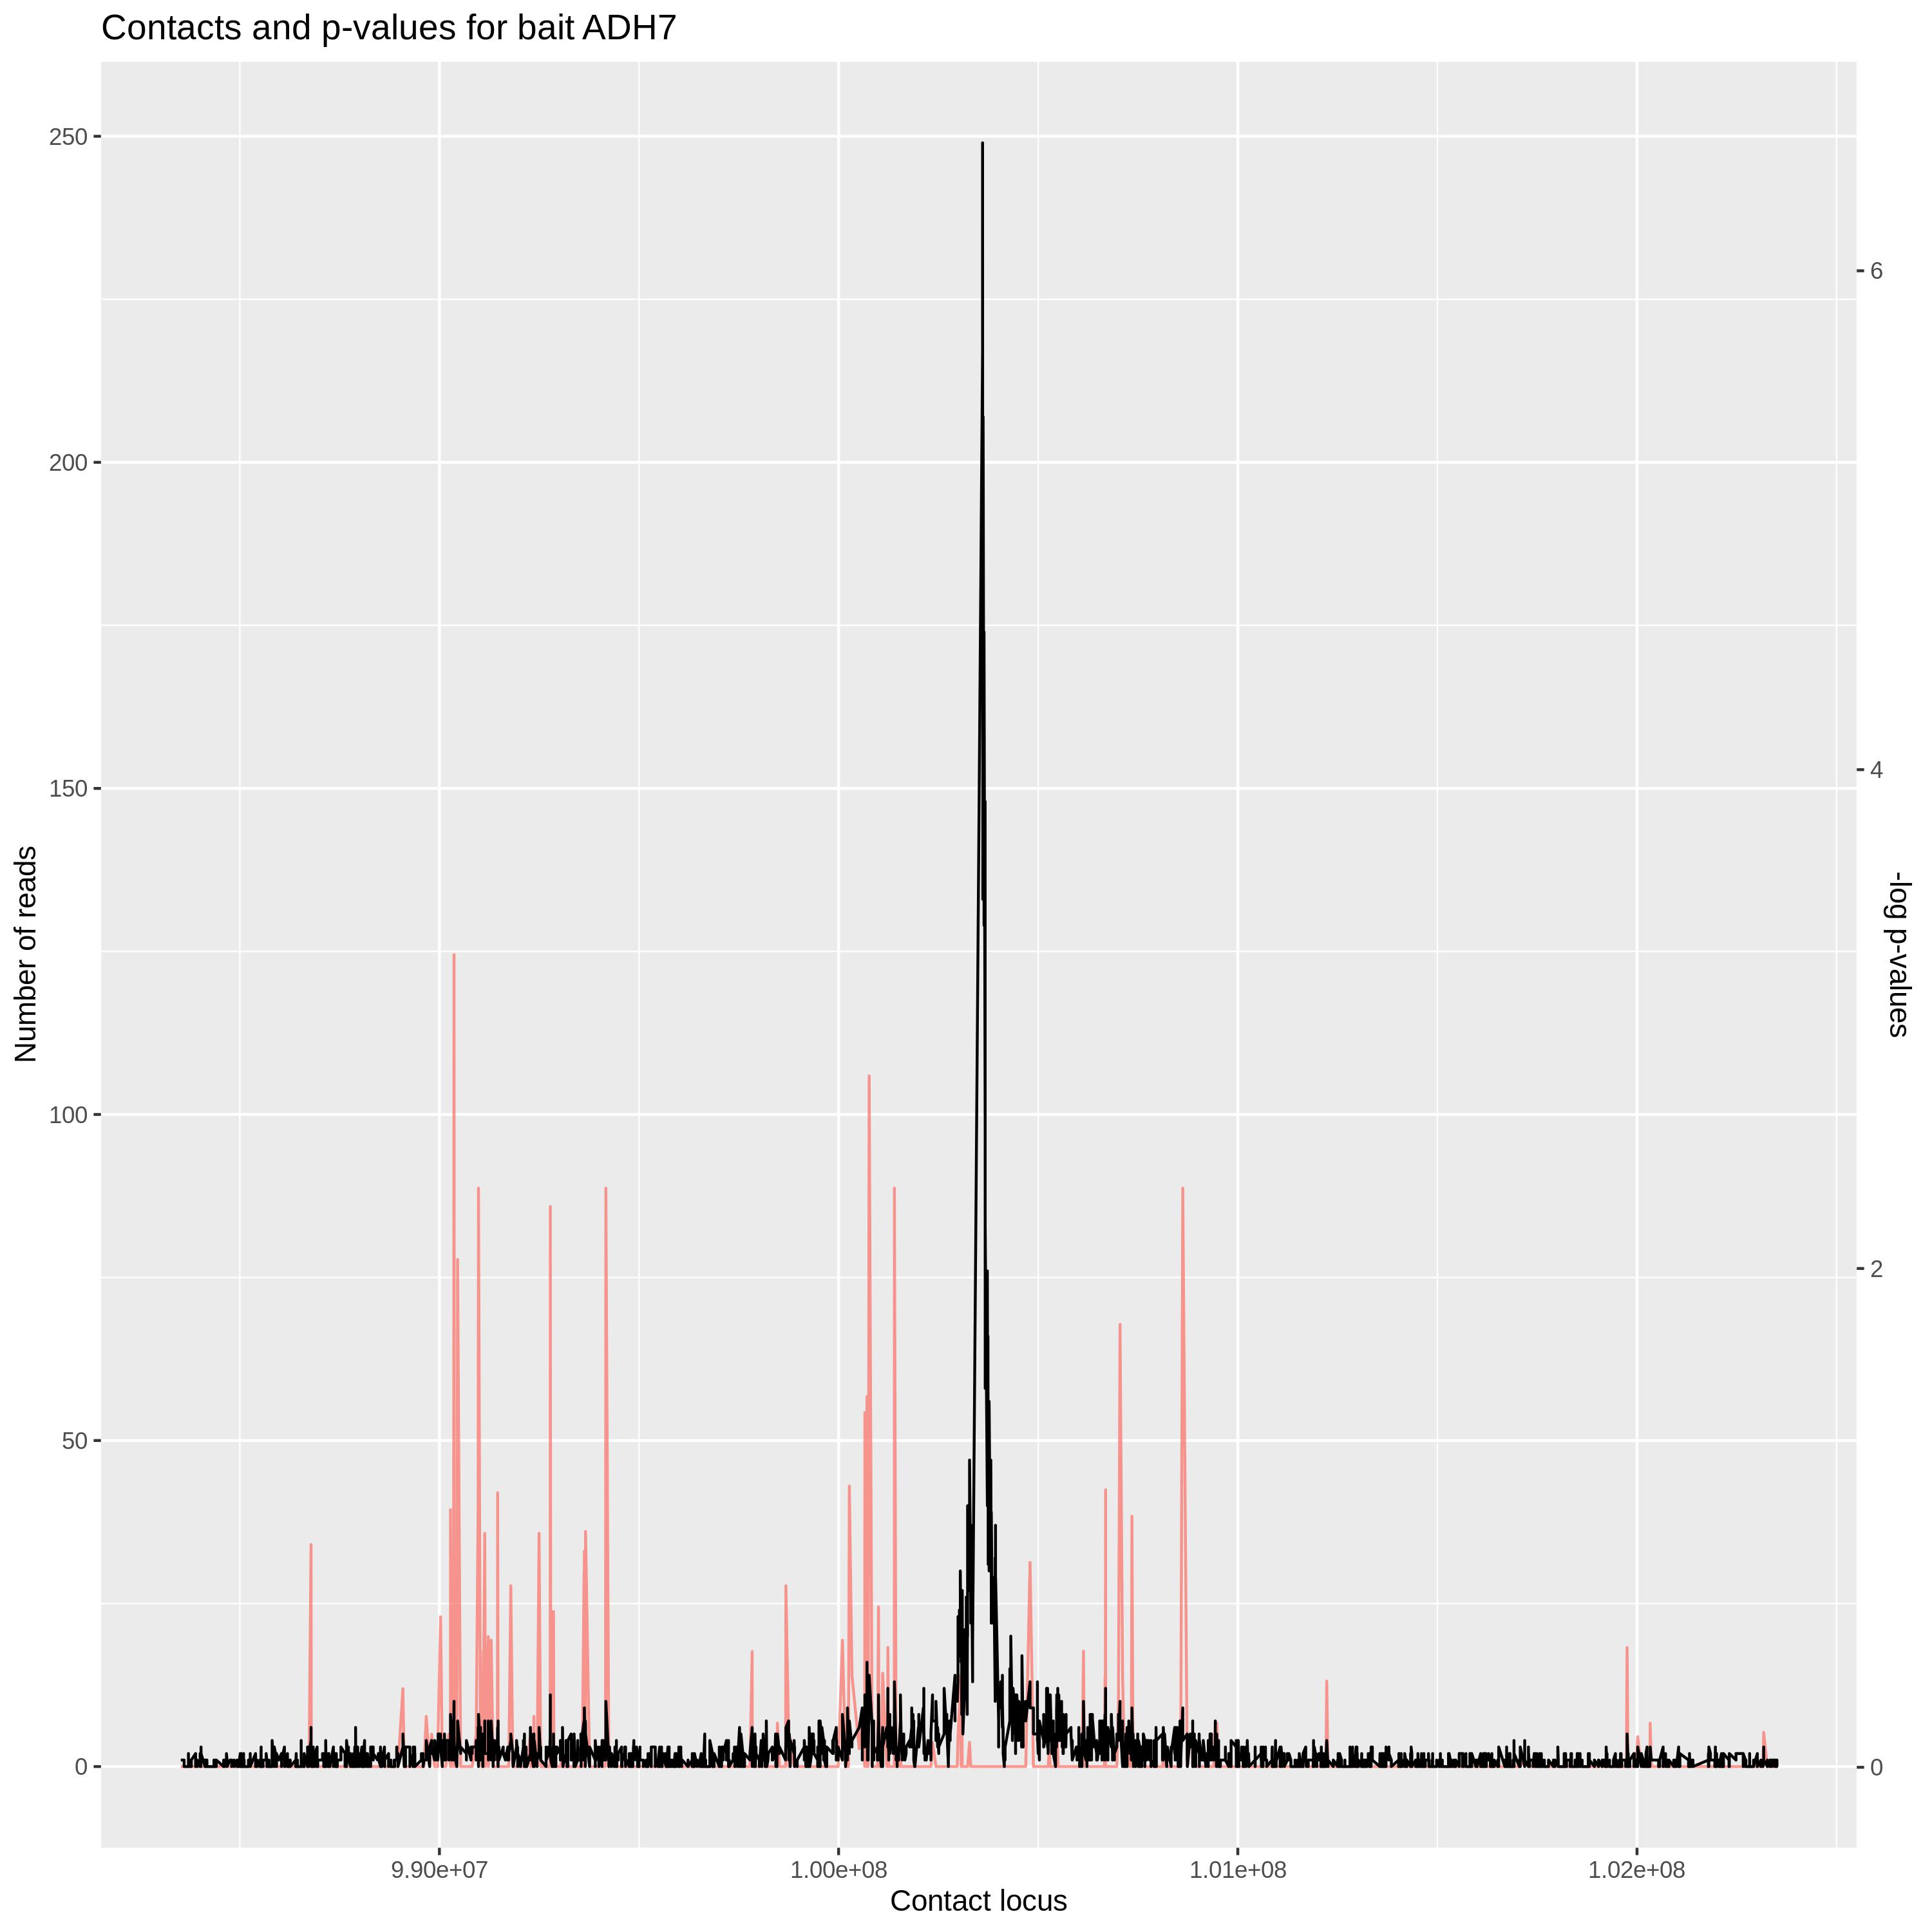 Contacts and p-values for bait ADH7
250
200
150
100
50
0
Number of reads
6
4
2
0
-log p-values
9.90e+07
1.00e+08
1.01e+08
1.02e+08
Contact locus